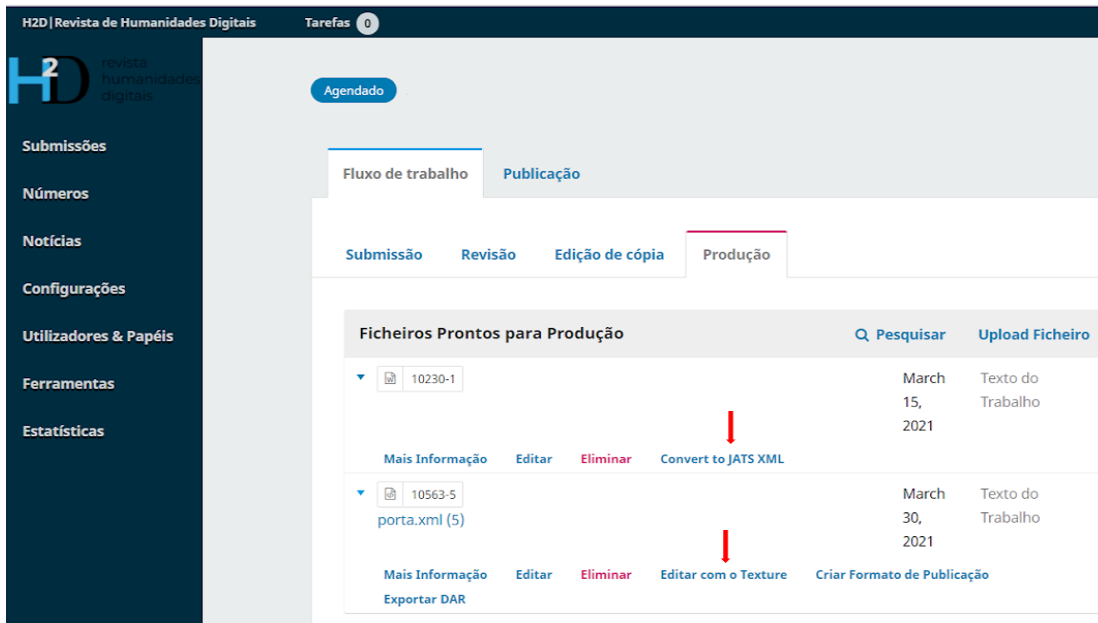 H2D|Revista de Humanidades Digitais
Tarefas 0
H2D revista
humanidades
digitais
Submissões
Números
Notícias
Configurações
Utilizadores & Papéis
Ferramentas
Estatísticas
Agendado
Fluxo de trabalho Publicação
Submissão Revisão Edição de cópia Produção
Ficheiros Prontos para Produção Pesquisar Upload Ficheiro
10230-1 March Texto do
15, Trabalho
2021
Mais Informação Editar Eliminar Convert to JATS XML
10563-5 March Texto do
porta.xml (5) 30, Trabalho
2021
Mais Informação Editar Eliminar Editar com o Texture Criar Formato de Publicação
Exportar DAR